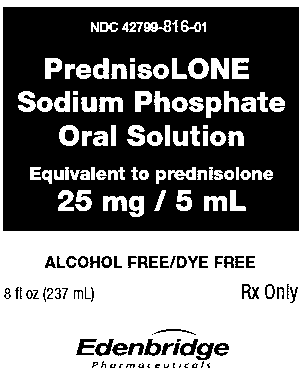 NDC 42799-816-01
PrednisoLONE
Sodium Phosphate
Oral Solution
Equivalent to prednisolone
25 mg / 5 mL
ALCOHOL FREE/DYE FREE
8 fl oz (237 mL) Rx Only
Edenbridge
Pharmaceuticals